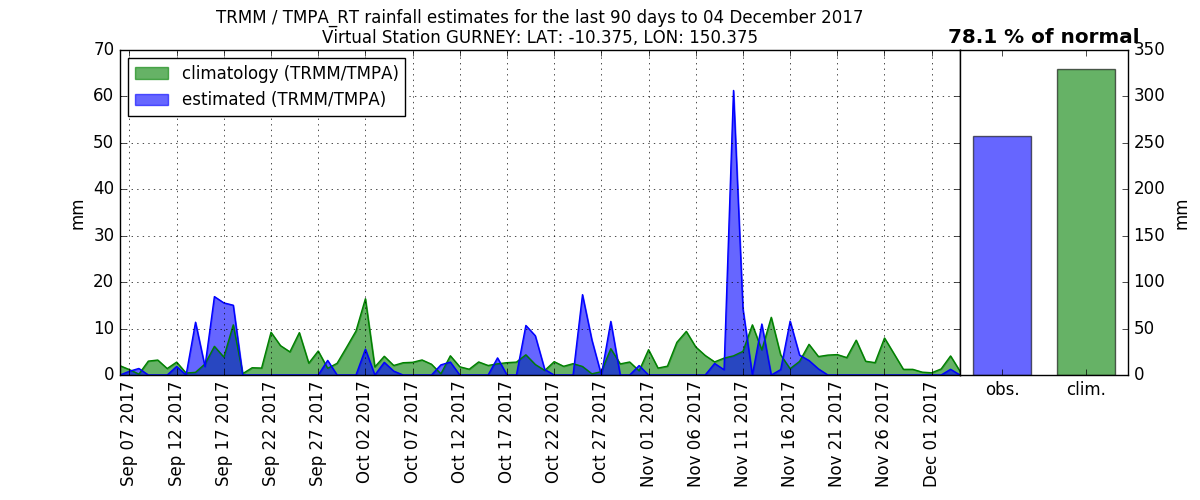 TRMM / TMPA_RT rainfall estimates for the last 90 days to 04 December 2017
Virtual Station GURNEY: LAT: -10.375, LON: 150.375
78.1 % of normal
climatology (TRMM/TMPA)
estimated (TRMM/TMPA)
70
60
50
40
30
20
10
0
mm
350
300
250
200
150
100
50
0
mm
Sep 07 2017
Sep 12 2017
Sep 17 2017
Sep 22 2017
Sep 27 2017
Oct 02 2017
Oct 07 2017
Oct 12 2017
Oct 17 2017
Oct 22 2017
Oct 27 2017
Nov 01 2017
Nov 06 2017
Nov 11 2017
Nov 16 2017
Nov 21 2017
Nov 26 2017
Dec 01 2017
obs.
clim.